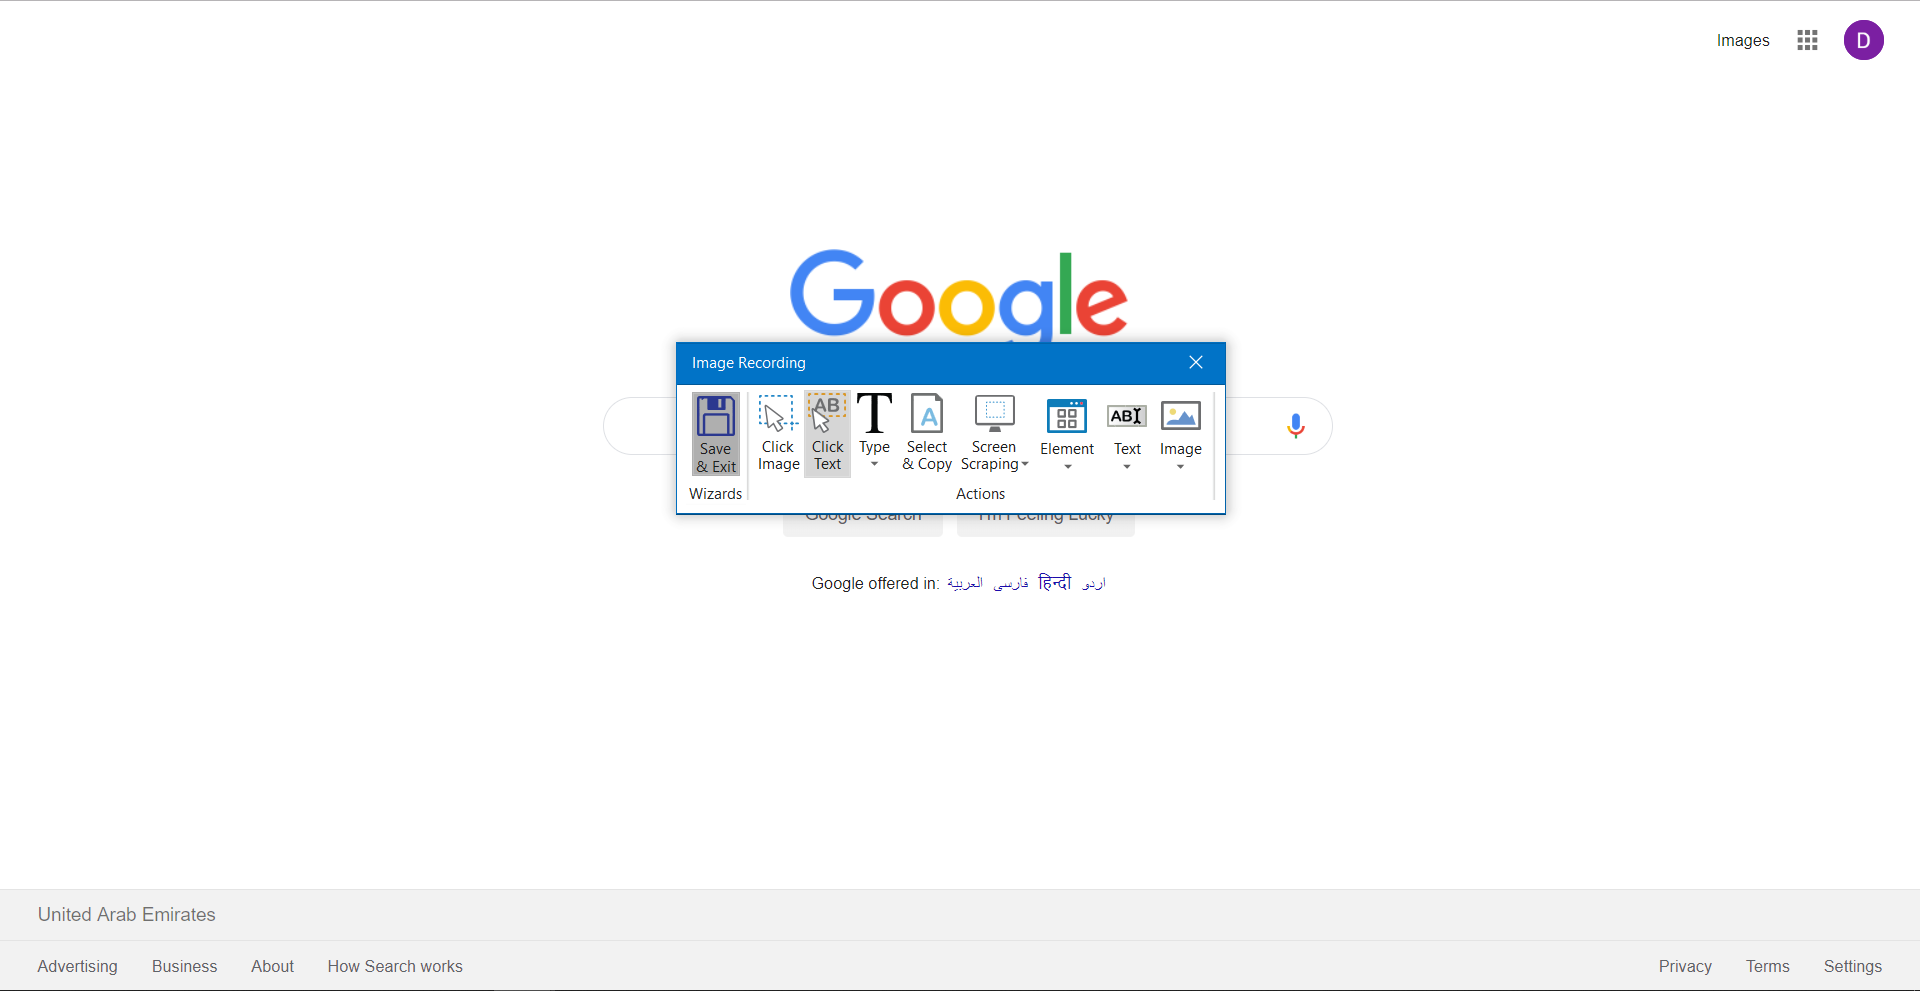 Images
D
Google
Image Recording
Save & Exit
Click Image
AB
Click Text
T
Type
A
Select & Copy
Screen Scraping
Element
AB
Text
Image
Wizards
Actions
Google Search
I'm Feeling Lucky
Google offered in: العربية فارسی हिन्दी اردو
United Arab Emirates
Advertising Business About How Search works
Privacy Terms Settings